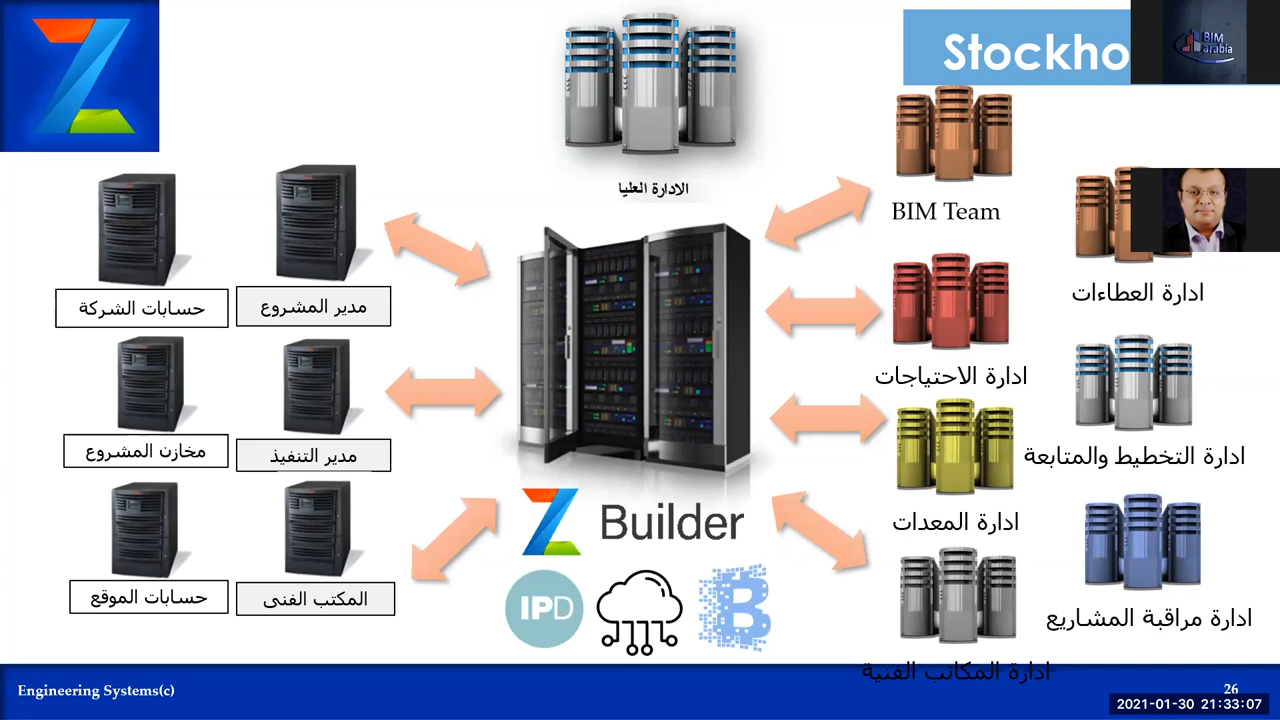 Stockho
BIM
arabia
الادارة العليا
BIM Team
حسابات الشركة
مدير المشروع
ادارة العطاءات
ادارة الاحتياجات
مخازن المشروع
مدير التنفيذ
ادارة التخطيط والمتابعة
Builder
ادارة المعدات
حسابات الموقع
المكتب الفنى
IPD
ادارة مراقبة المشاريع
ادارة المكاتب الفنية
Engineering Systems(c)
26
2021-01-30 21:33:07